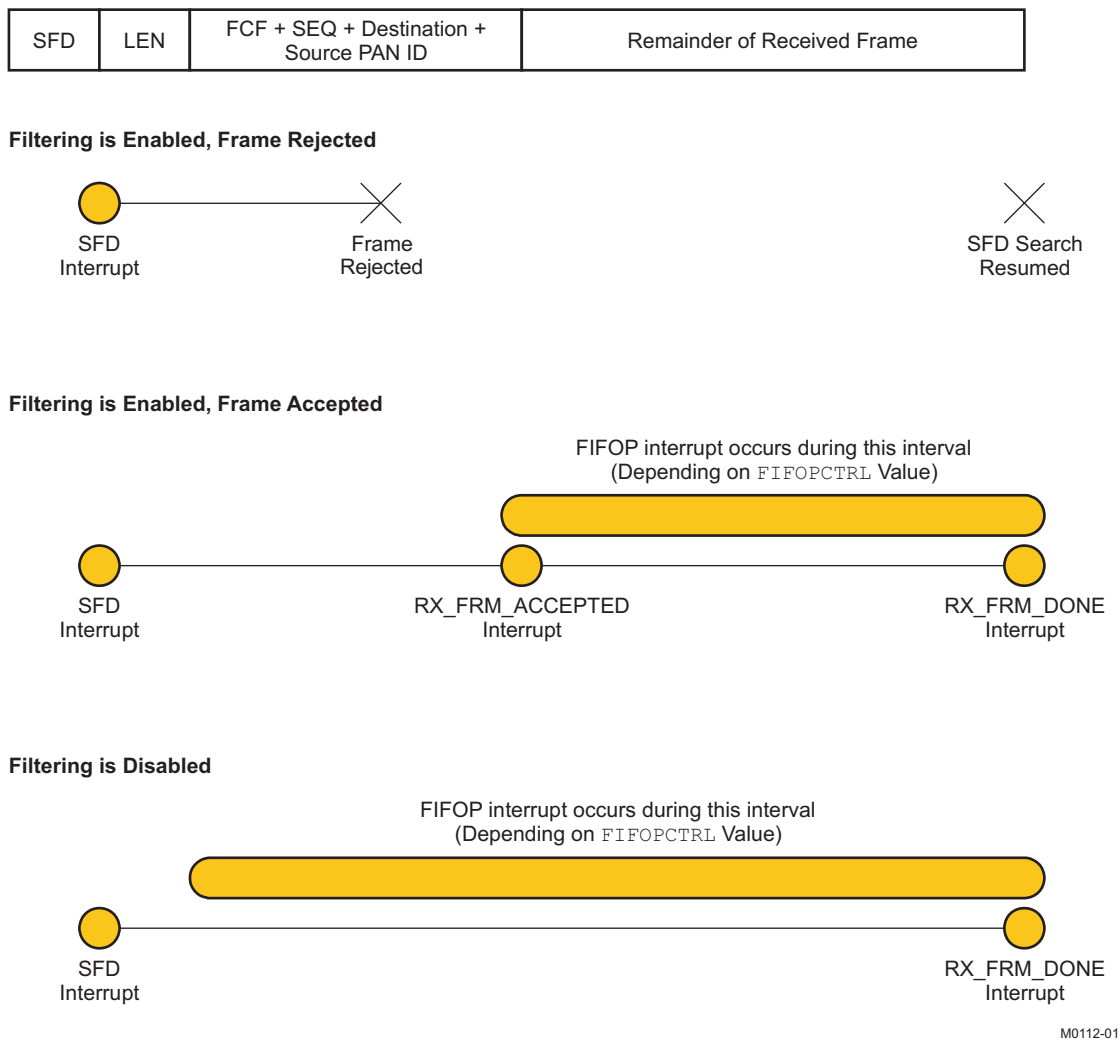 SFD
LEN
FCF + SEQ + Destination +
Source PAN ID
Remainder of Received Frame
Filtering is Enabled, Frame Rejected
SFD
Interrupt
Frame
Rejected
SFD Search
Resumed
Filtering is Enabled, Frame Accepted
FIFOP interrupt occurs during this interval
(Depending on FIFOPCTRL Value)
SFD
Interrupt
RX_FRM_ACCEPTED
Interrupt
RX_FRM_DONE
Interrupt
Filtering is Disabled
FIFOP interrupt occurs during this interval
(Depending on FIFOPCTRL Value)
SFD
Interrupt
RX_FRM_DONE
Interrupt
M0112-01